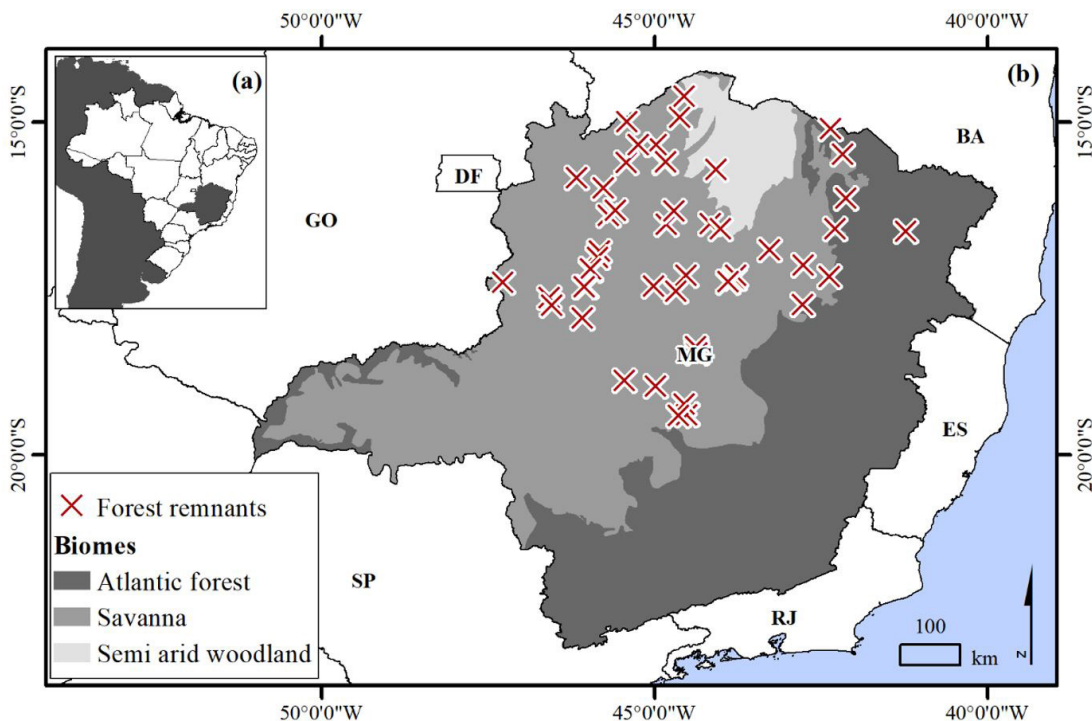 50°0'0"W
45°0'0"W
40°0'0"W
(a)
(b)
15°0'0"S
15°0'0"S
BA
DF
GO
MG
ES
20°0'0"S
20°0'0"S
Forest remnants
Biomes
Atlantic forest
Savanna
Semi arid woodland
SP
RJ
100
km
N
50°0'0"W
45°0'0"W
40°0'0"W